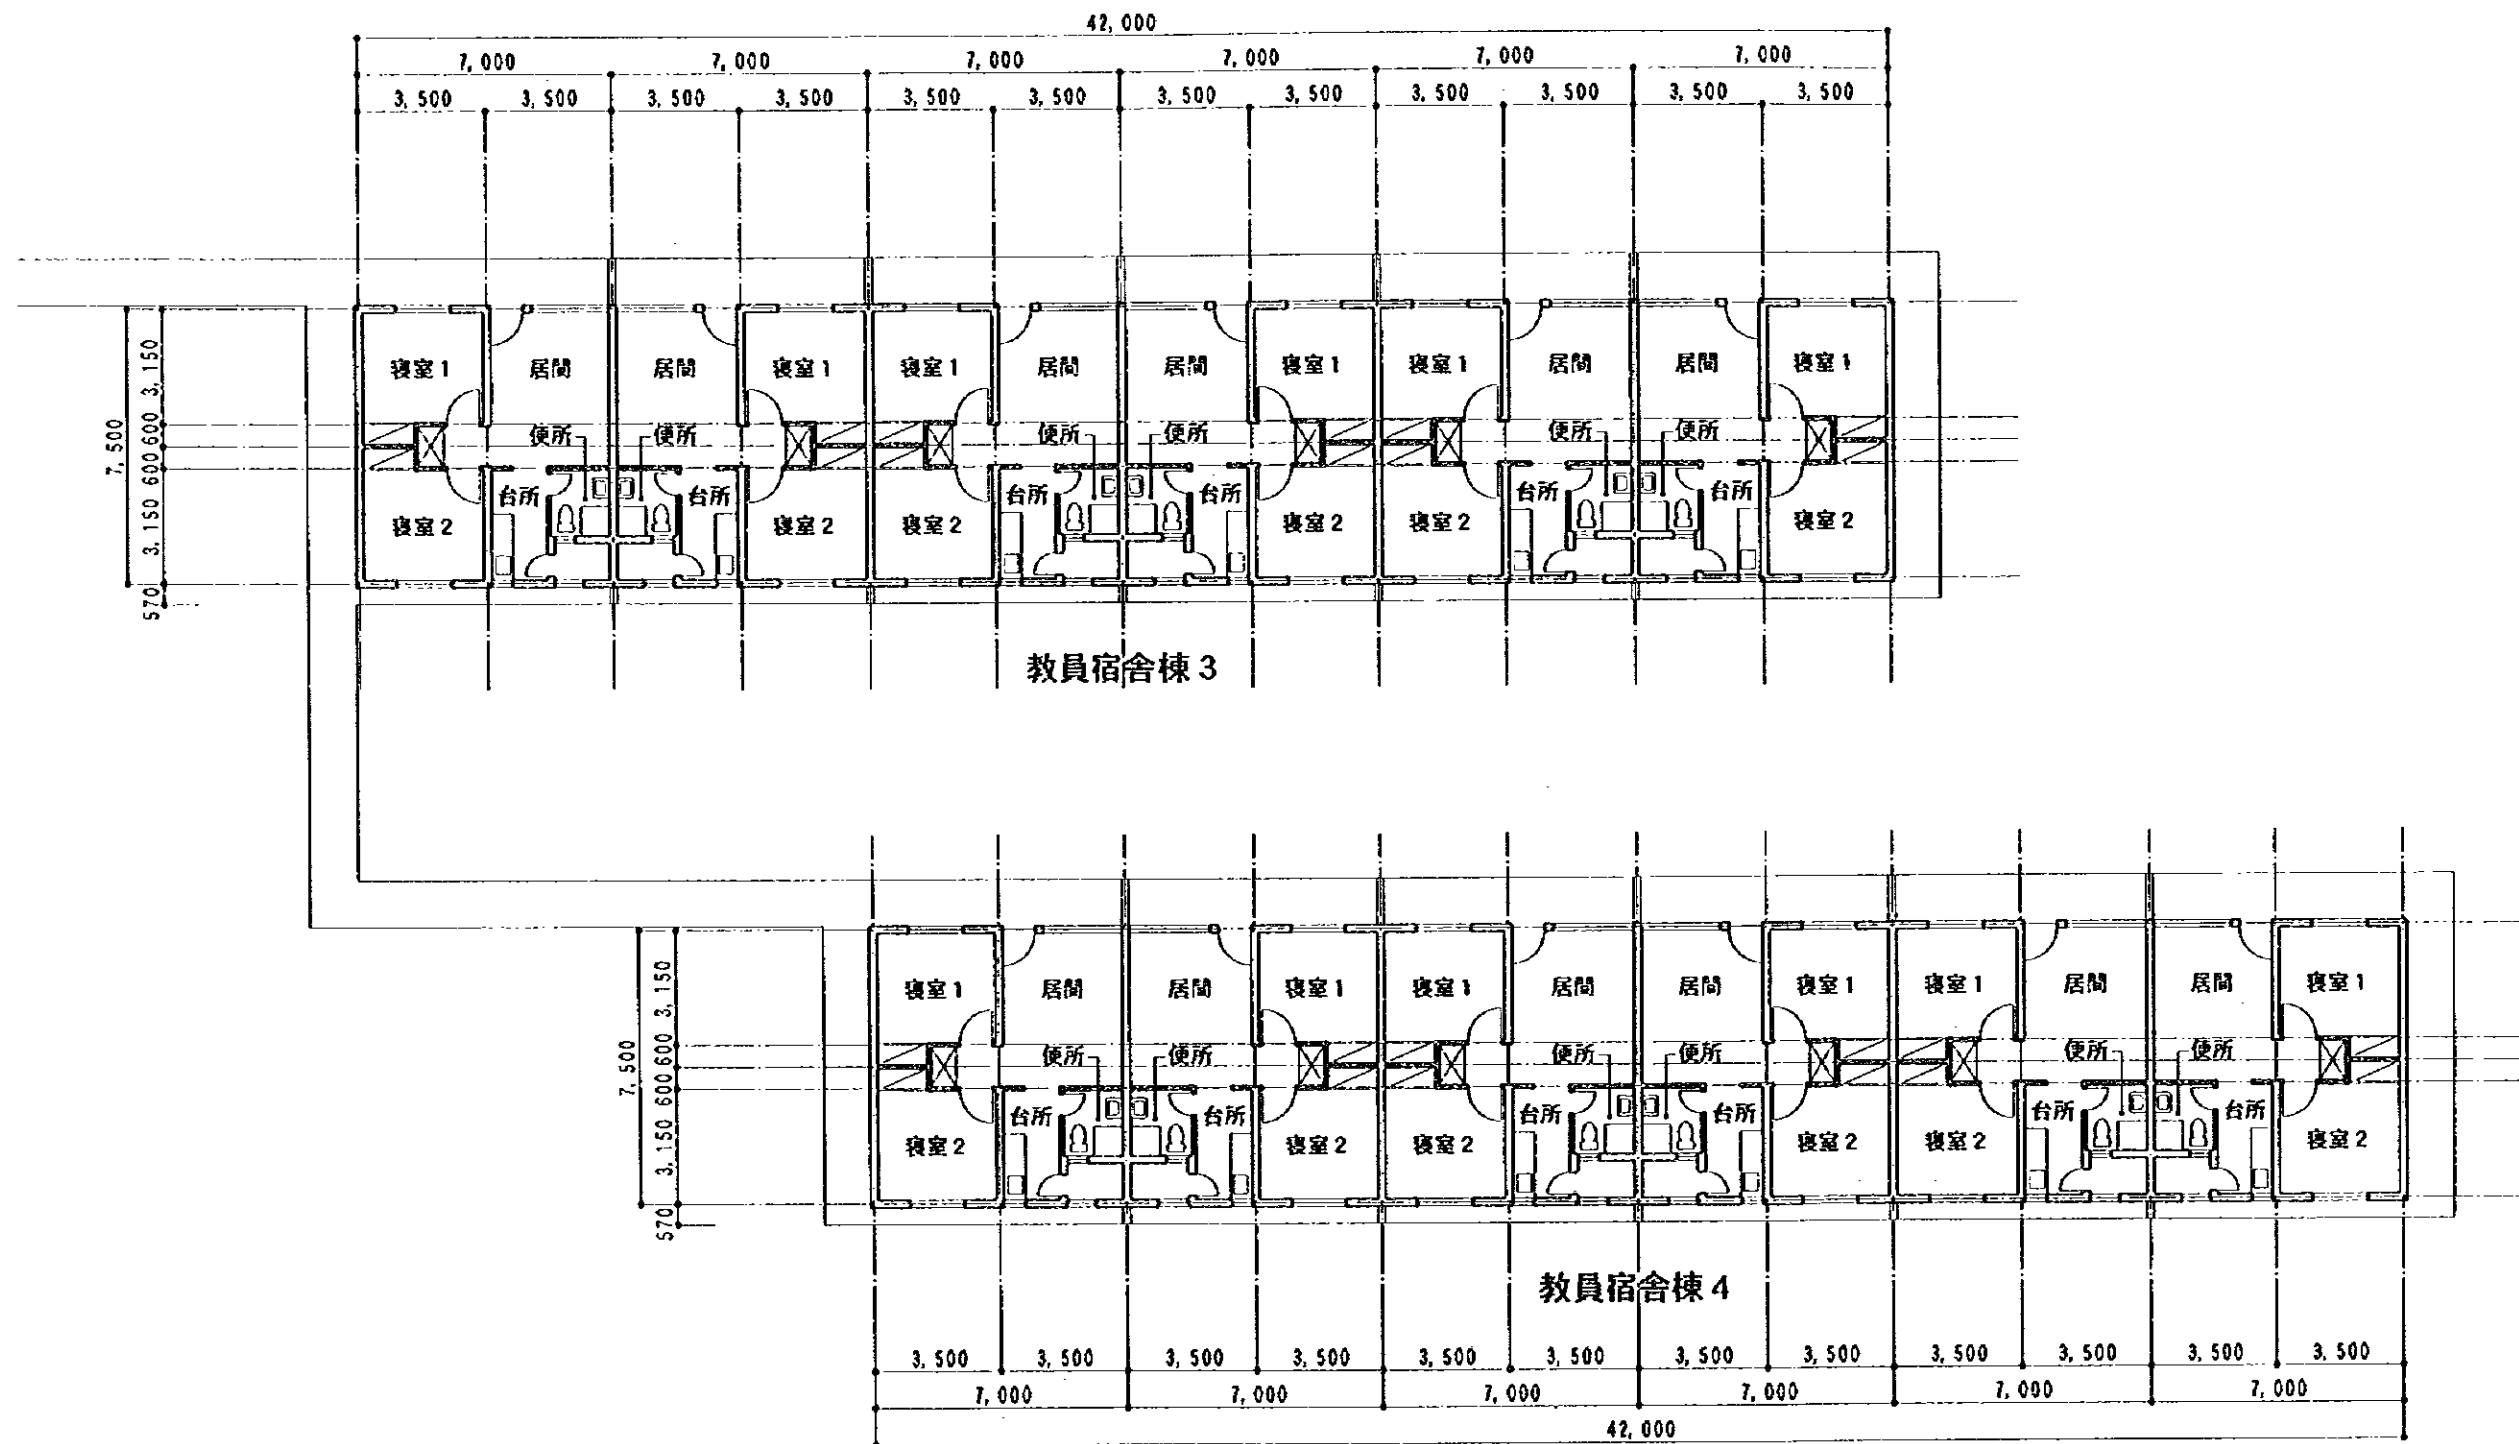 42,000
7,000 7,000 7,000 7,000 7,000 7,000
3,500 3,500 3,500 3,500 3,500 3,500 3,500 3,500 3,500 3,500 3,500 3,500
7,500
3,150 600 600 3,150 570
寝室1 居間 居間 寝室1 寝室1 居間 居間 寝室1 寝室1 居間 居間 寝室1
便所 便所 便所 便所 便所 便所
台所 台所 台所 台所 台所 台所
寝室2 寝室2 寝室2 寝室2 寝室2 寝室2
教員宿舎棟3
7,500
3,150 600 600 3,150 570
寝室1 居間 居間 寝室1 寝室1 居間 居間 寝室1 寝室1 居間 居間 寝室1
便所 便所 便所 便所 便所 便所
台所 台所 台所 台所 台所 台所
寝室2 寝室2 寝室2 寝室2 寝室2 寝室2
教員宿舎棟4
3,500 3,500 3,500 3,500 3,500 3,500 3,500 3,500 3,500 3,500 3,500 3,500
7,000 7,000 7,000 7,000 7,000 7,000
42,000